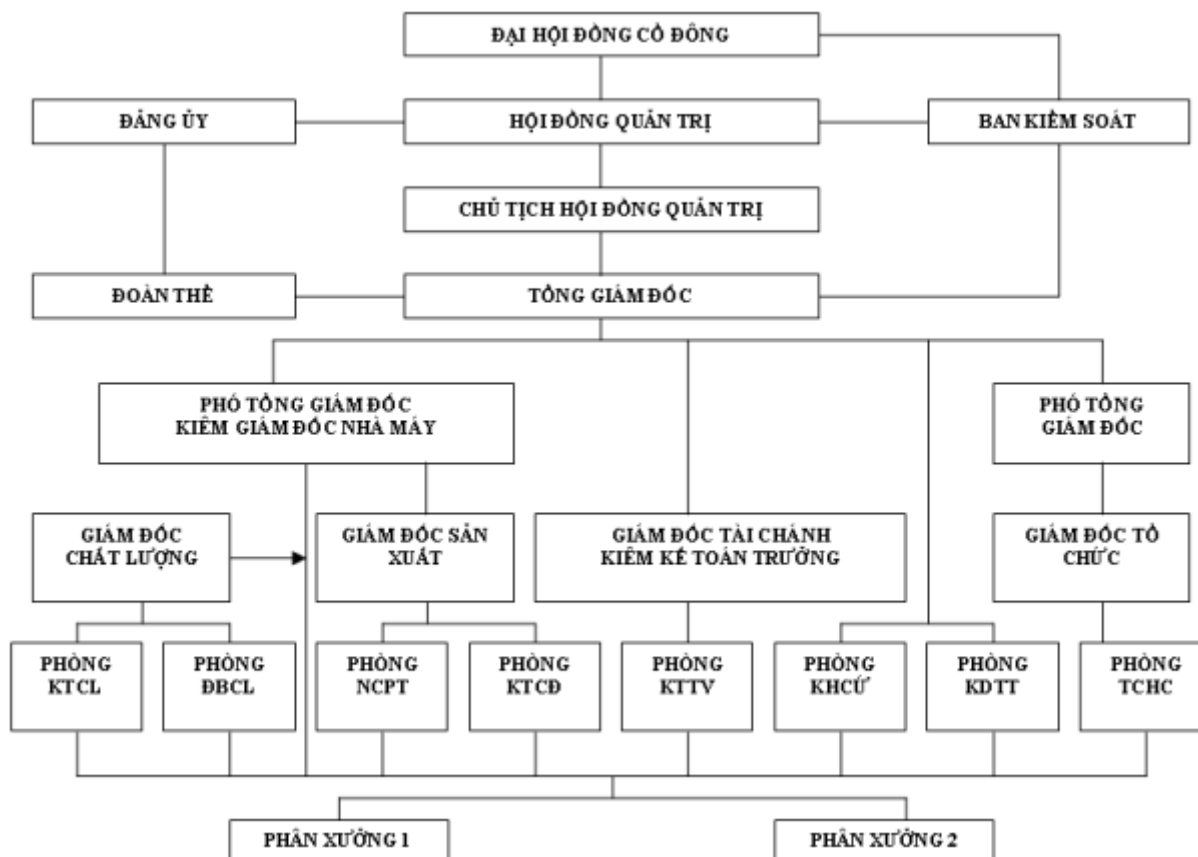 ĐẠI HỘI ĐỒNG CỔ ĐÔNG
ĐẢNG ỦY
HỘI ĐỒNG QUẢN TRỊ
BAN KIỂM SOÁT
CHỦ TỊCH HỘI ĐỒNG QUẢN TRỊ
ĐOÀN THỂ
TỔNG GIÁM ĐỐC
PHÓ TỔNG GIÁM ĐỐC
KIÊM GIÁM ĐỐC NHÀ MÁY
PHÓ TỔNG
GIÁM ĐỐC
GIÁM ĐỐC
CHẤT LƯỢNG
GIÁM ĐỐC SẢN
XUẤT
GIÁM ĐỐC TÀI CHÁNH
KIÊM KẾ TOÁN TRƯỞNG
GIÁM ĐỐC TỔ
CHỨC
PHÒNG
KTCL
PHÒNG
ĐBCL
PHÒNG
NCPT
PHÒNG
KTCĐ
PHÒNG
KTTV
PHÒNG
KHCỨ
PHÒNG
KDTT
PHÒNG
TCHC
PHÂN XƯỞNG 1
PHÂN XƯỞNG 2